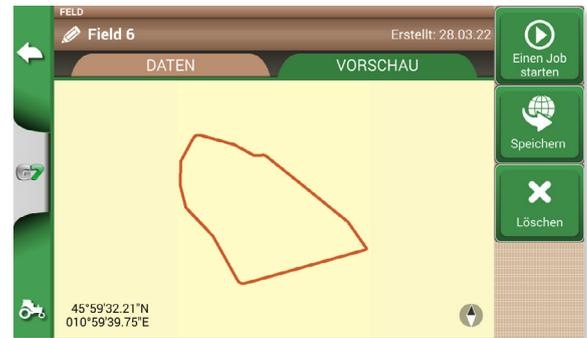 FELD
Field 6
Erstellt: 28.03.22
DATEN
VORSCHAU
Einen Job
starten
Speichern
Löschen
G7
45°59'32.21"N
010°59'39.75"E